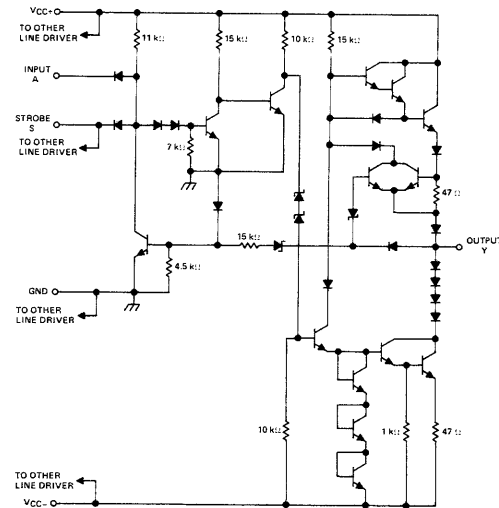 VCC+
TO OTHER
LINE DRIVER
11 kΩ
15 kΩ
10 kΩ
15 kΩ
INPUT
A
STROBE
S
TO OTHER
LINE DRIVER
7 kΩ
47 Ω
15 kΩ
OUTPUT
Y
4.5 kΩ
GND
TO OTHER
LINE DRIVER
10 kΩ
1 kΩ
47 Ω
TO OTHER
LINE DRIVER
VCC−